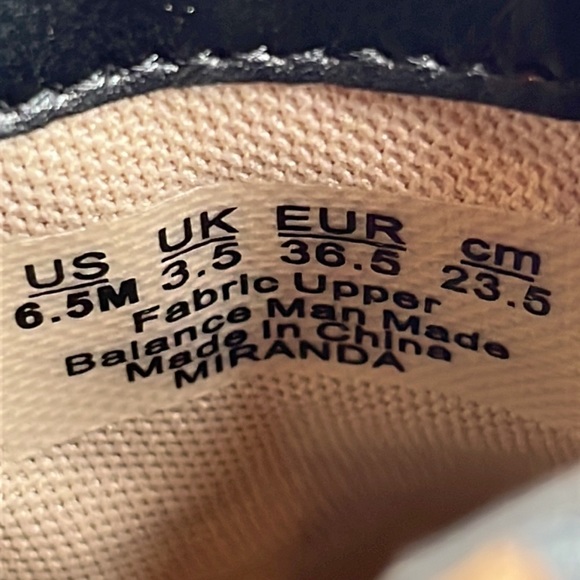 US UK EUR cm
6.5M 3.5 36.5 23.5
Fabric Upper
Balance Man Made
Made In China
MIRANDA